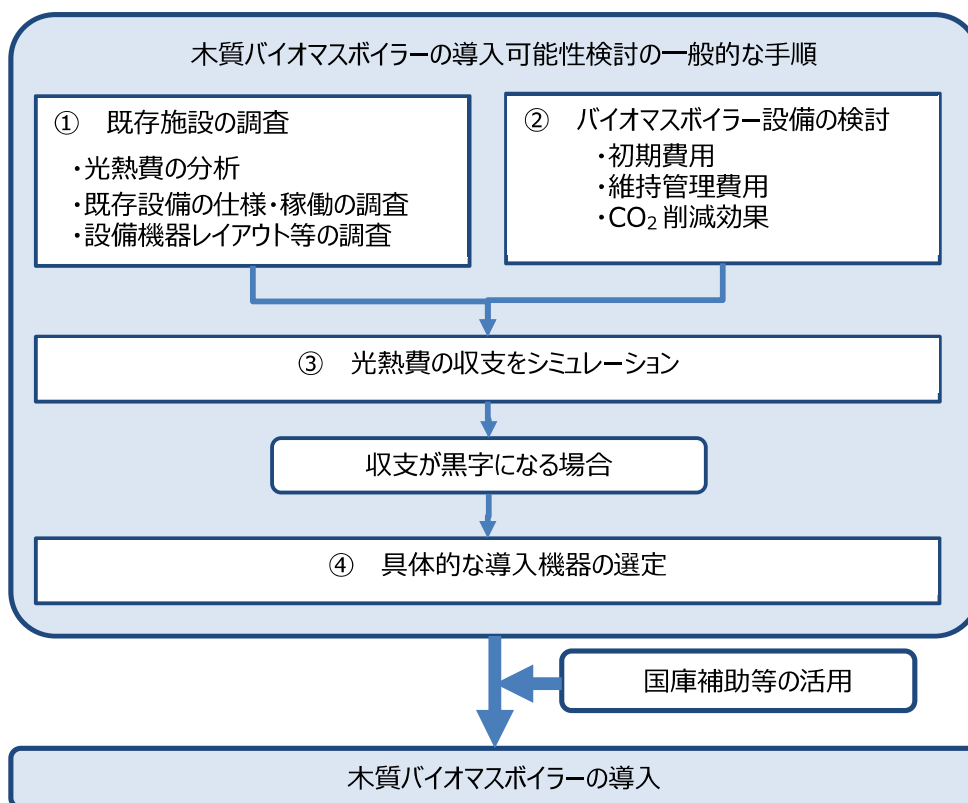 木質バイオマスボイラーの導入可能性検討の一般的な手順
① 既存施設の調査
・光熱費の分析
・既存設備の仕様・稼働の調査
・設備機器レイアウト等の調査
② バイオマスボイラー設備の検討
・初期費用
・維持管理費用
・CO₂削減効果
③ 光熱費の収支をシミュレーション
収支が黒字になる場合
④ 具体的な導入機器の選定
国庫補助等の活用
木質バイオマスボイラーの導入